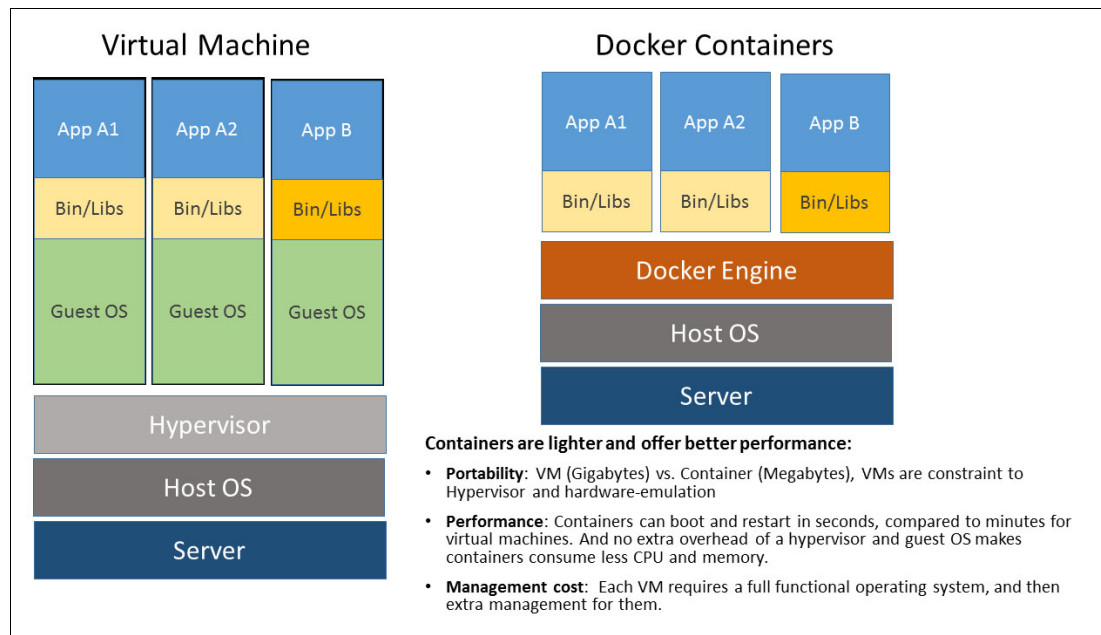 Virtual Machine
App A1
App A2
App B
Bin/Libs
Bin/Libs
Bin/Libs
Guest OS
Guest OS
Guest OS
Hypervisor
Host OS
Server
Docker Containers
App A1
App A2
App B
Bin/Libs
Bin/Libs
Bin/Libs
Docker Engine
Host OS
Server
Containers are lighter and offer better performance:
• Portability: VM (Gigabytes) vs. Container (Megabytes), VMs are constraint to
Hypervisor and hardware-emulation
• Performance: Containers can boot and restart in seconds, compared to minutes for
virtual machines. And no extra overhead of a hypervisor and guest OS makes
containers consume less CPU and memory.
• Management cost: Each VM requires a full functional operating system, and then
extra management for them.